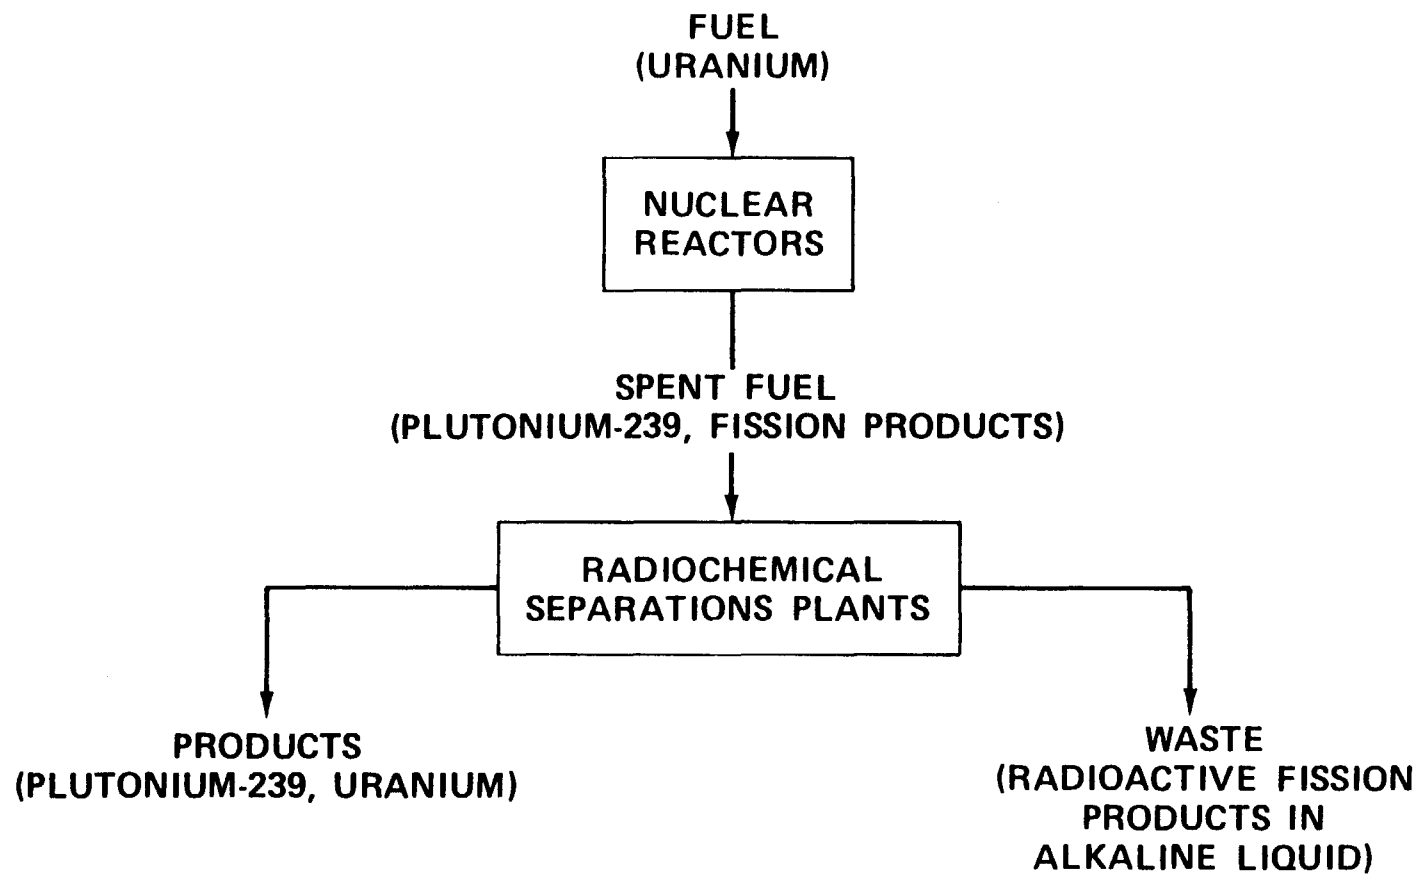 FUEL
(URANIUM)
NUCLEAR
REACTORS
SPENT FUEL
(PLUTONIUM-239, FISSION PRODUCTS)
RADIOCHEMICAL
SEPARATIONS PLANTS
PRODUCTS
(PLUTONIUM-239, URANIUM)
WASTE
(RADIOACTIVE FISSION
PRODUCTS IN
ALKALINE LIQUID)